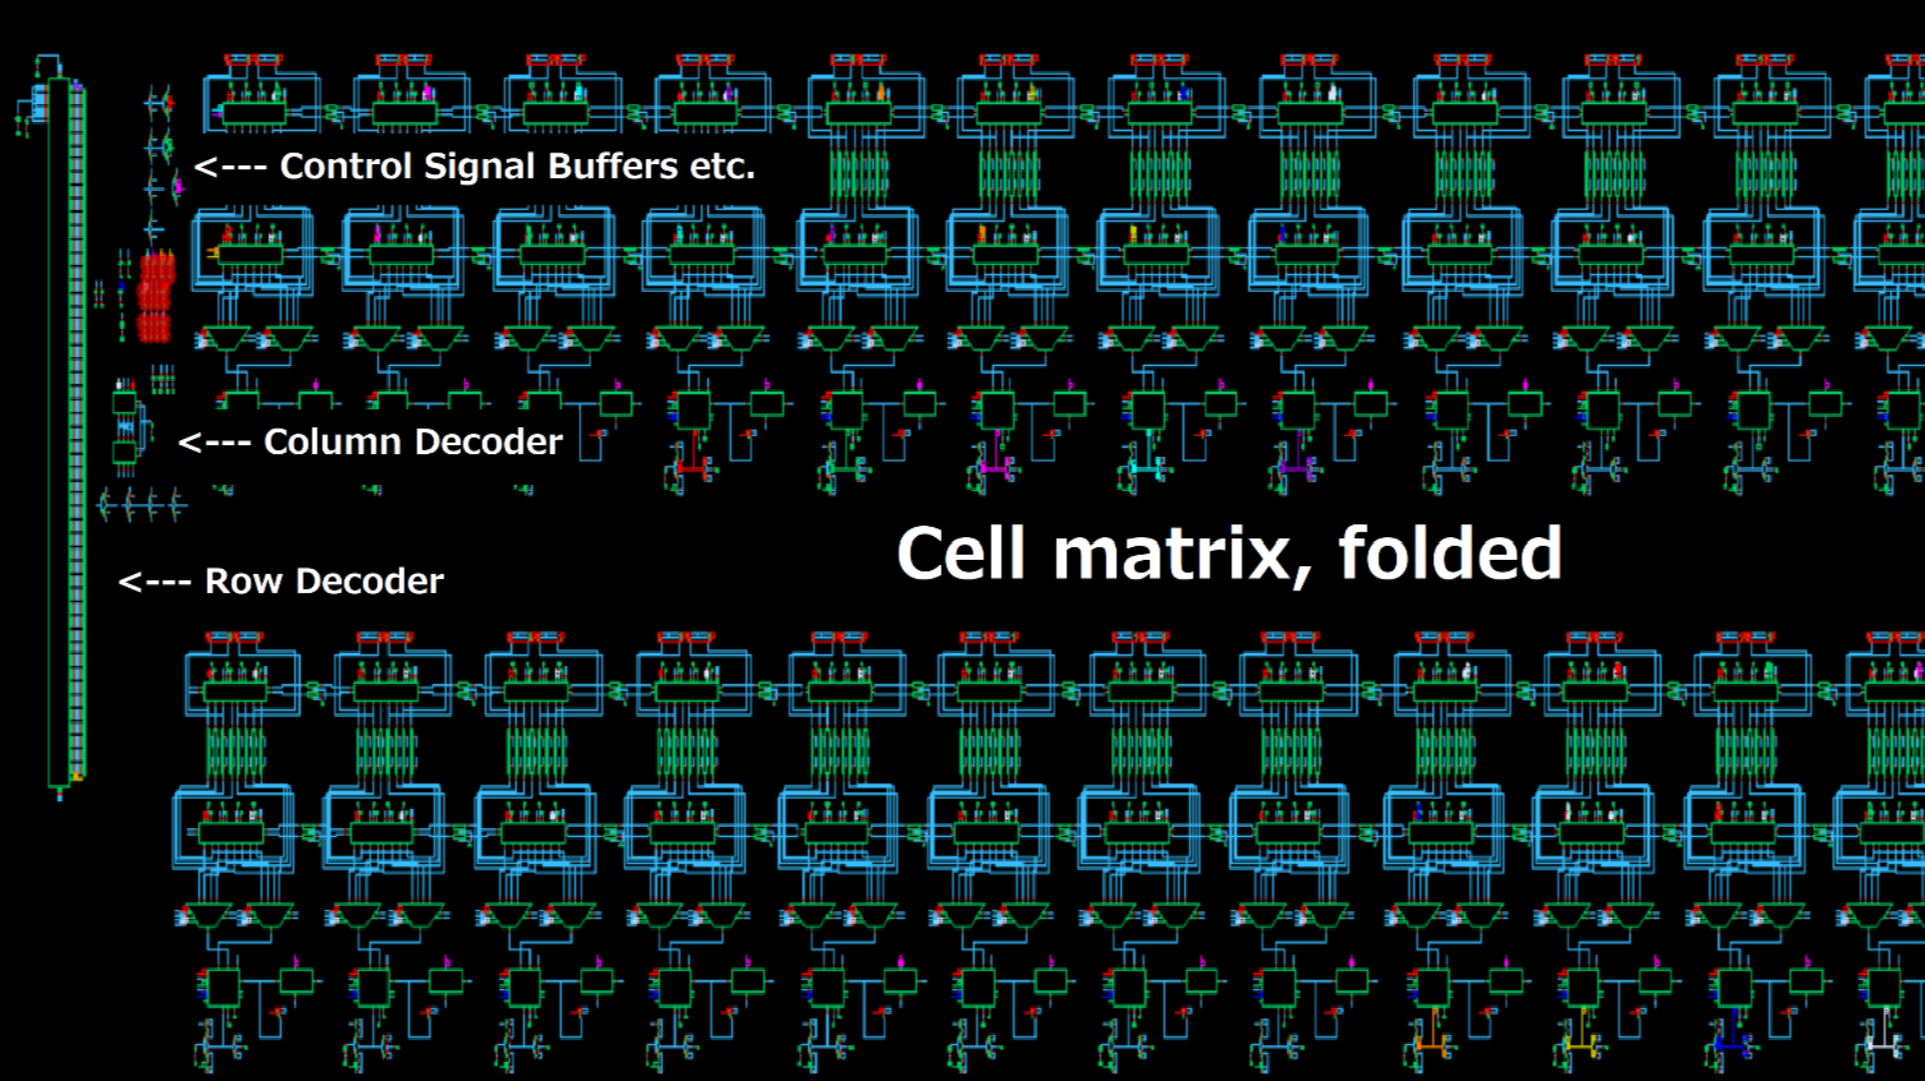 <--- Control Signal Buffers etc.
<--- Column Decoder
Cell matrix, folded
<--- Row Decoder